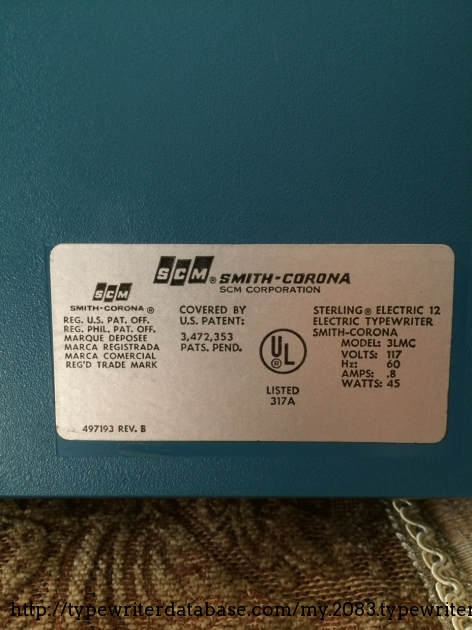 SCM® SMITH-CORONA
SCM CORPORATION
SCM
SMITH-CORONA ®
REG. U.S. PAT. OFF.
REG. PHIL. PAT. OFF.
MARQUE DEPOSEE
MARCA REGISTRADA
MARCA COMERCIAL
REG'D TRADE MARK
497193 REV. B
COVERED BY
U.S. PATENT:
3,472,353
PATS. PEND.
UL ®
LISTED
317A
STERLING® ELECTRIC 12
ELECTRIC TYPEWRITER
SMITH-CORONA
MODEL: 3LMC
VOLTS: 117
Hz: 60
AMPS: .8
WATTS: 45
http://typewriterdatabase.com/my.2083.typewriter